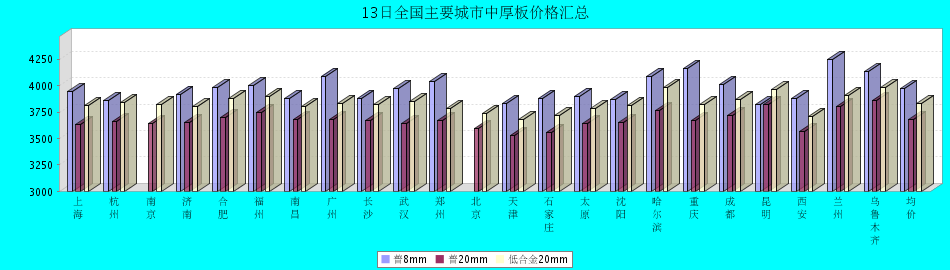 13日全国主要城市中厚板价格汇总
4250
4000
3750
3500
3250
3000
上海 杭州 南京 济南 合肥 福州 南昌 广州 长沙 武汉 郑州 北京 天津 石家庄 太原 沈阳 哈尔滨 重庆 成都 昆明 西安 兰州 乌鲁木齐 均价
普8mm 普20mm 低合金20mm